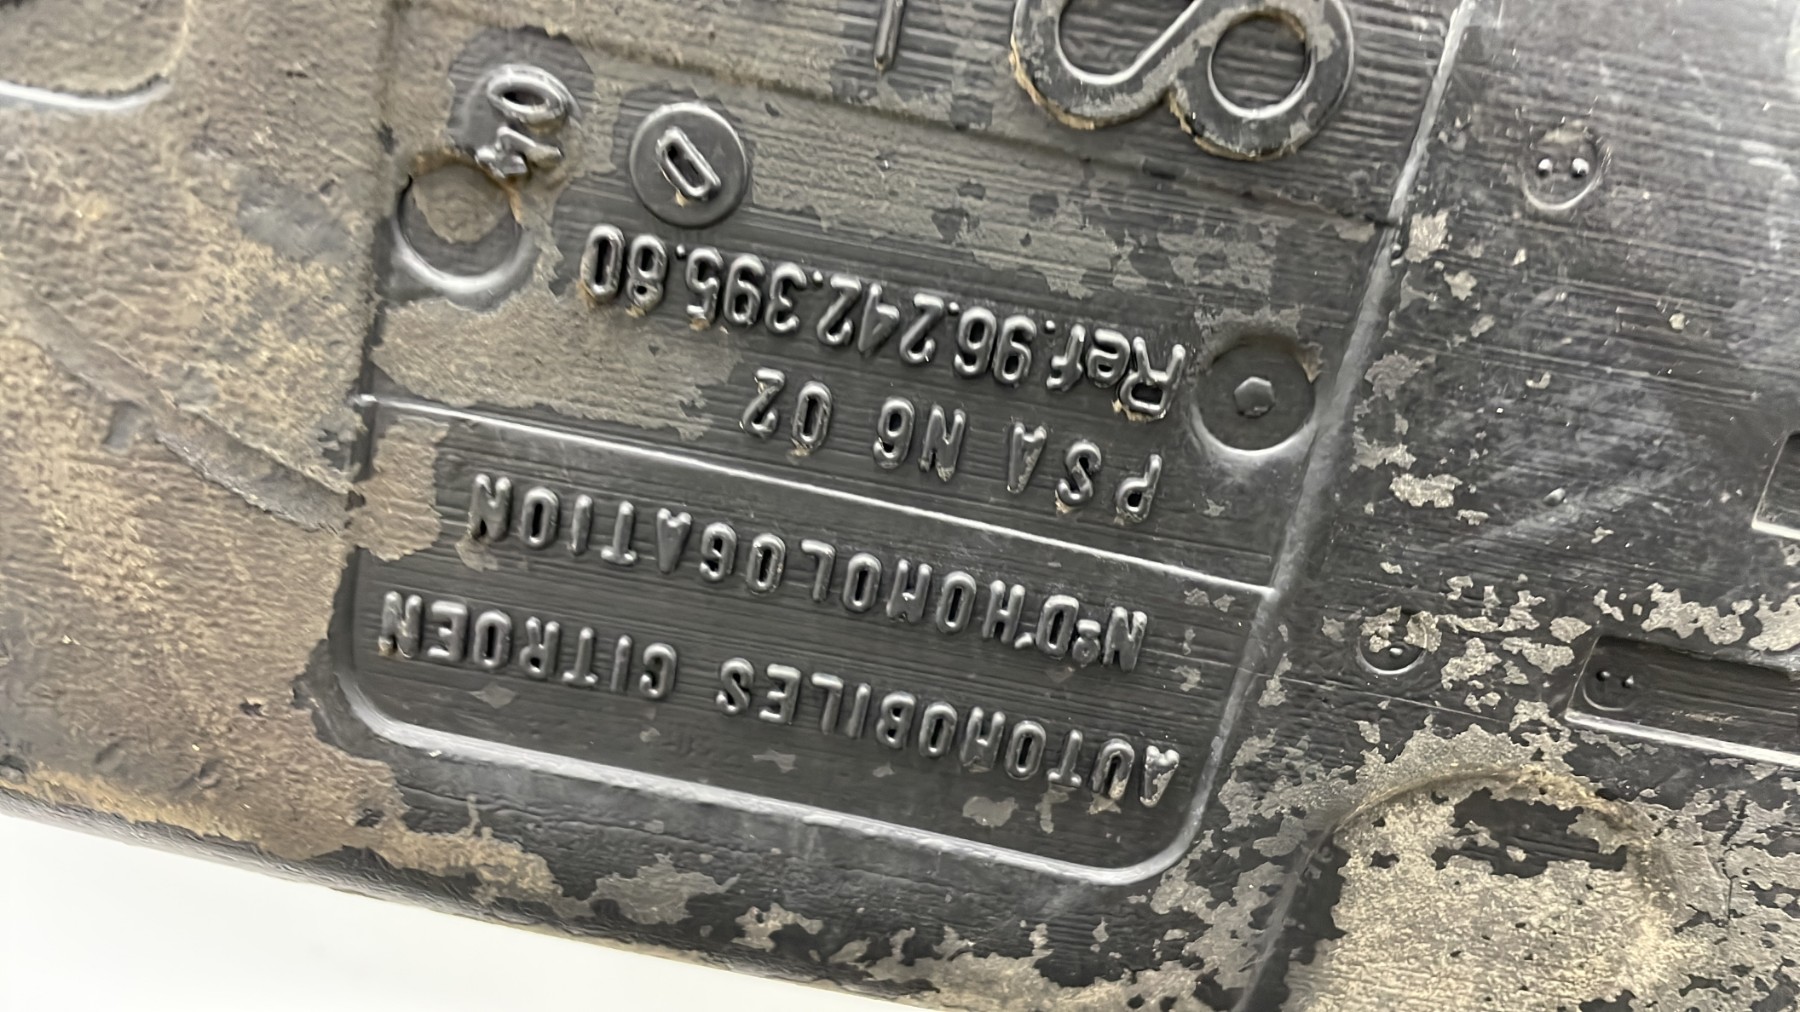 AUTOMOBILES CITROEN
N°D'HOMOLOGATION
PSA N6 02
Ref.96.242.395.80